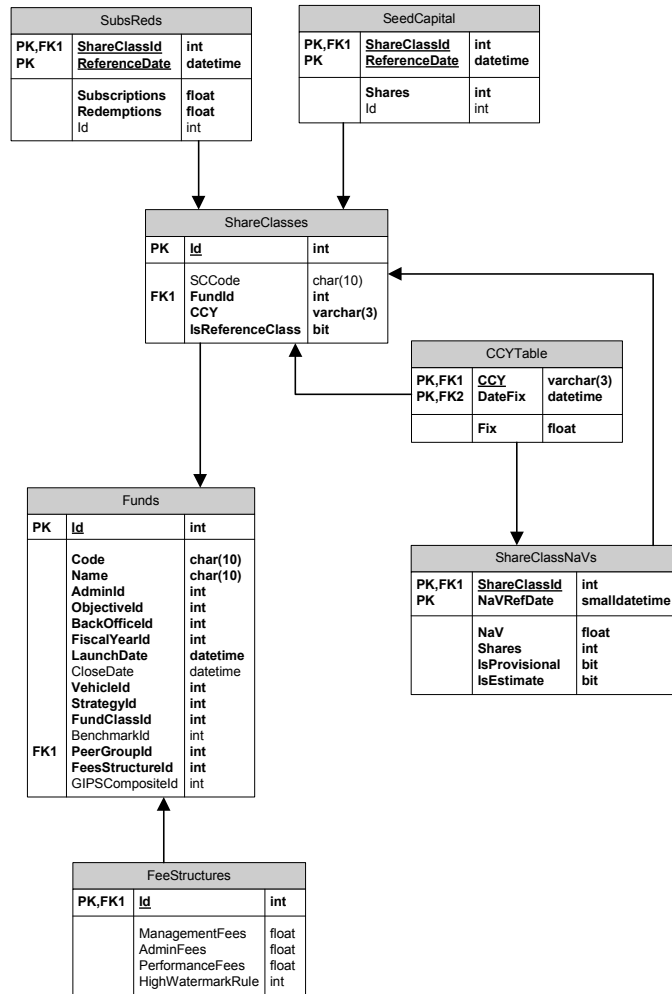 SubsReds
PK,FK1 ShareClassId int
PK ReferenceDate datetime
Subscriptions float
Redemptions float
Id int
SeedCapital
PK,FK1 ShareClassId int
PK ReferenceDate datetime
Shares int
Id int
ShareClasses
PK Id int
SCCode char(10)
FK1 FundId int
CCY varchar(3)
IsReferenceClass bit
CCYTable
PK,FK1 CCY varchar(3)
PK,FK2 DateFix datetime
Fix float
Funds
PK Id int
Code char(10)
Name char(10)
AdminId int
ObjectiveId int
BackOfficeId int
FiscalYearId int
LaunchDate datetime
CloseDate datetime
VehicleId int
StrategyId int
FundClassId int
BenchmarkId int
FK1 PeerGroupId int
FeesStructureId int
GIPSCompositeId int
ShareClassNaVs
PK,FK1 ShareClassId int
PK NaVRefDate smalldatetime
NaV float
Shares int
IsProvisional bit
IsEstimate bit
FeeStructures
PK,FK1 Id int
ManagementFees float
AdminFees float
PerformanceFees float
HighWatermarkRule int